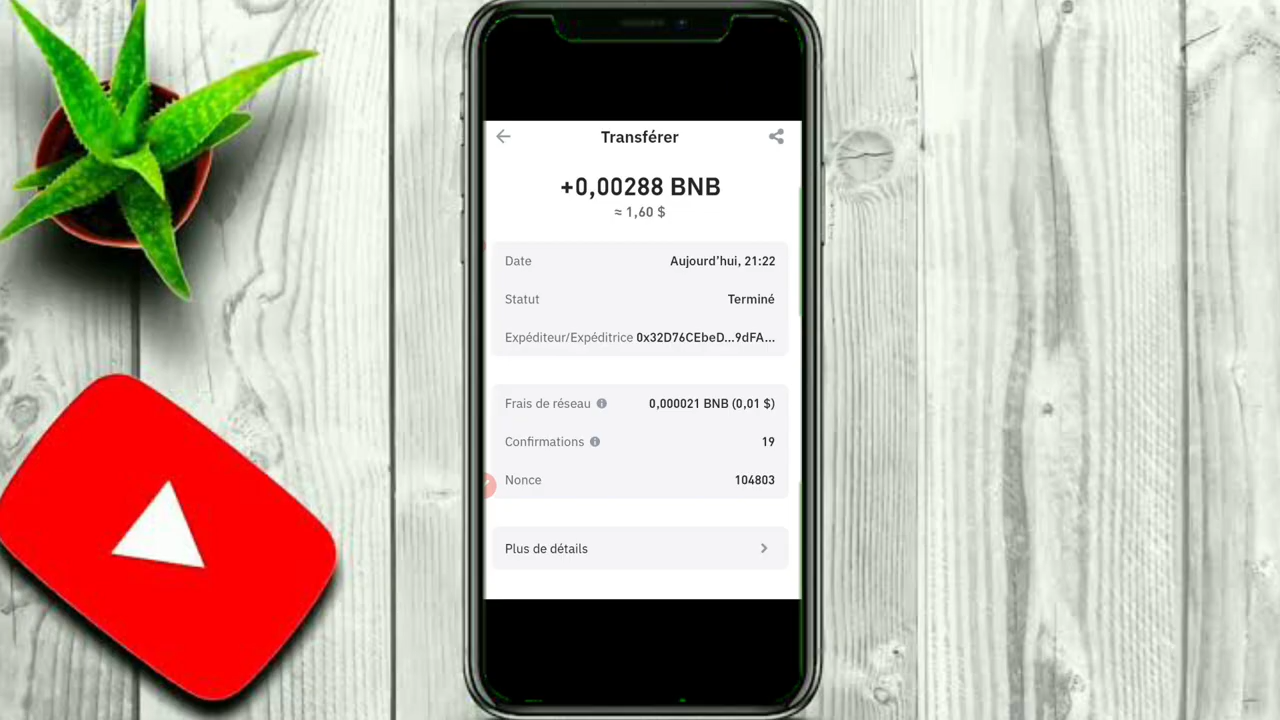 Transférer
+0,00288 BNB
≈ 1,60 $
Date Aujourd'hui, 21:22
Statut Terminé
Expéditeur/Expéditrice 0x32D76CEbeD...9dFA...
Frais de réseau 0,000021 BNB (0,01 $)
Confirmations 19
Nonce 104803
Plus de détails